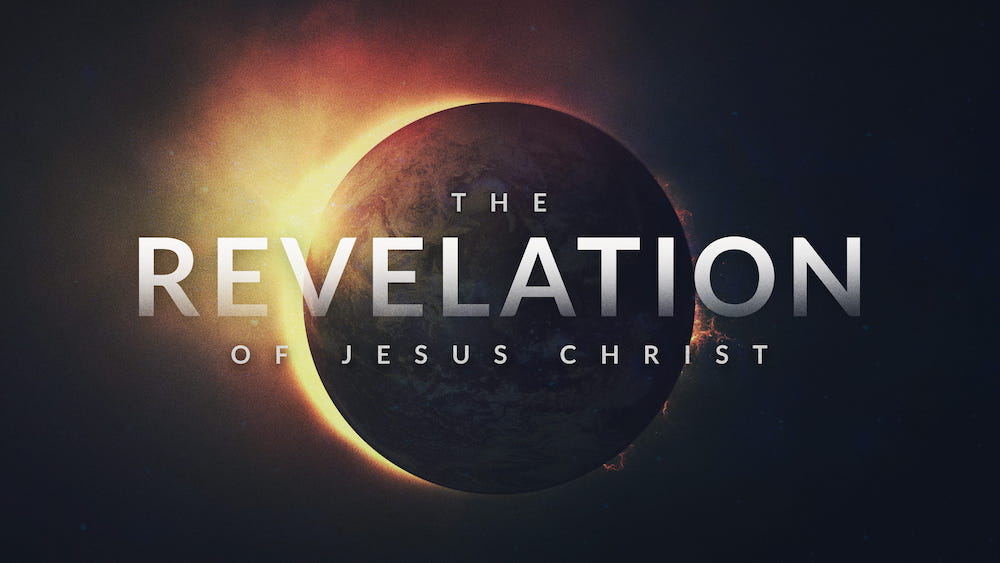 THE
REVELATION
OF JESUS CHRIST